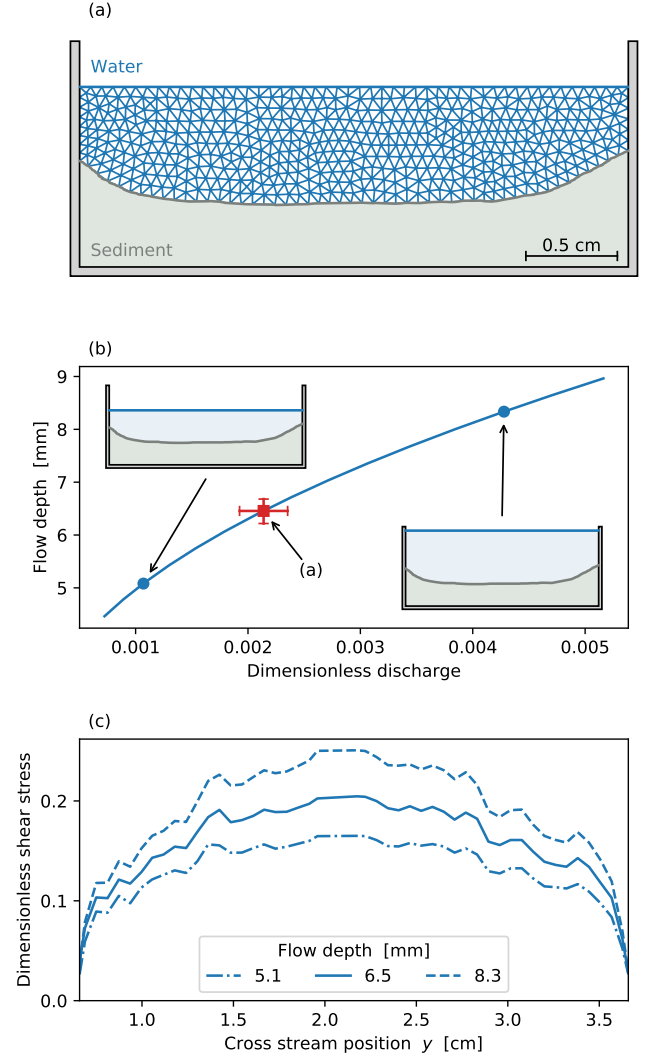 (a)
Water
Sediment
0.5 cm
(b)
9
8
7
6
5
Flow depth [mm]
(a)
0.001 0.002 0.003 0.004 0.005
Dimensionless discharge
(c)
0.2
0.1
0.0
Dimensionless shear stress
Flow depth [mm]
5.1 6.5 8.3
1.0 1.5 2.0 2.5 3.0 3.5
Cross stream position y [cm]